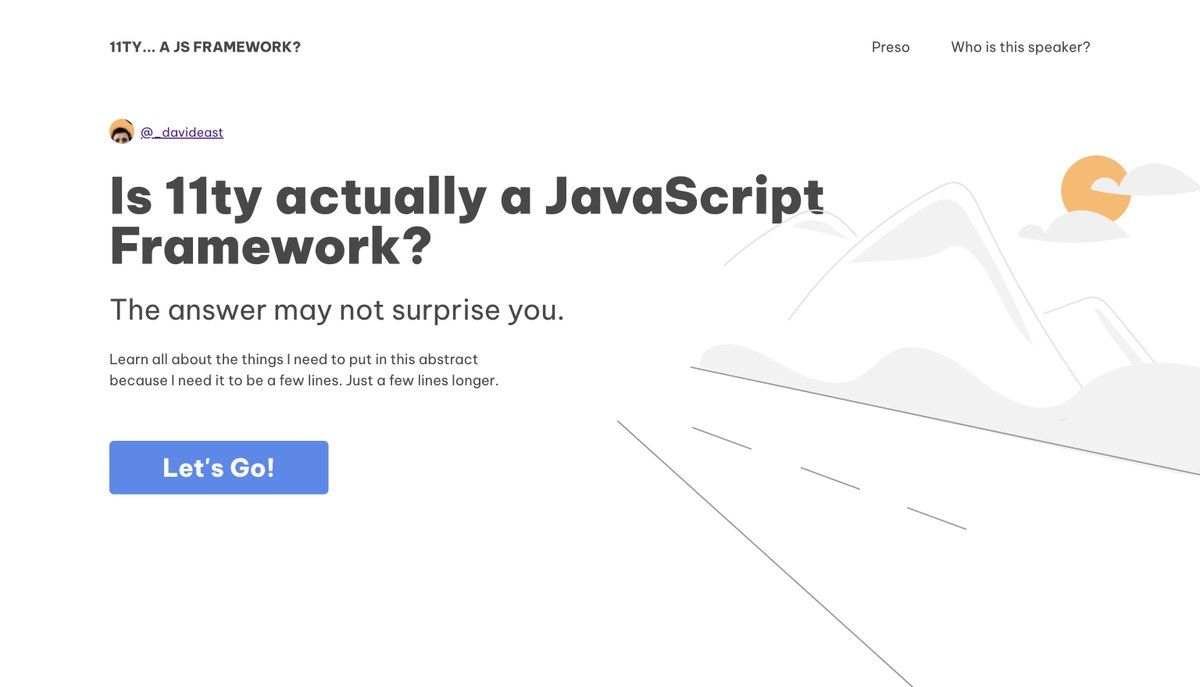 11TY... A JS FRAMEWORK?
Preso
Who is this speaker?
@_davideast
Is 11ty actually a JavaScript
Framework?
The answer may not surprise you.
Learn all about the things I need to put in this abstract
because I need it to be a few lines. Just a few lines longer.
Let's Go!